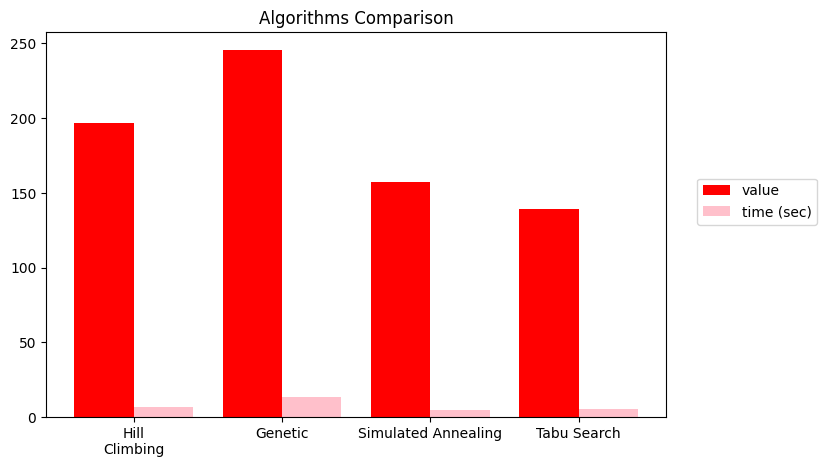 Algorithms Comparison
250
200
150
100
50
0
Hill
Climbing
Genetic
Simulated Annealing
Tabu Search
value
time (sec)